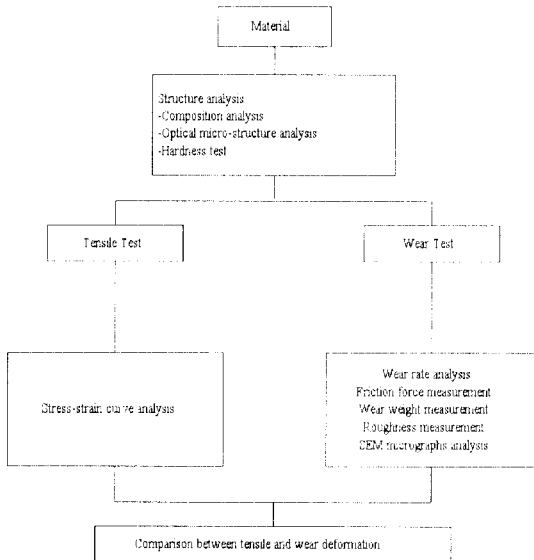 Material
Structure analysis
-Composition analysis
-Optical micro-structure analysis
-Hardness test
Tensile Test
Wear Test
Stress-strain curve analysis
Wear rate analysis
Friction force measurement
Wear weight measurement
Roughness measurement
CEM micrographs analysis
Comparison between tensile and wear deformation